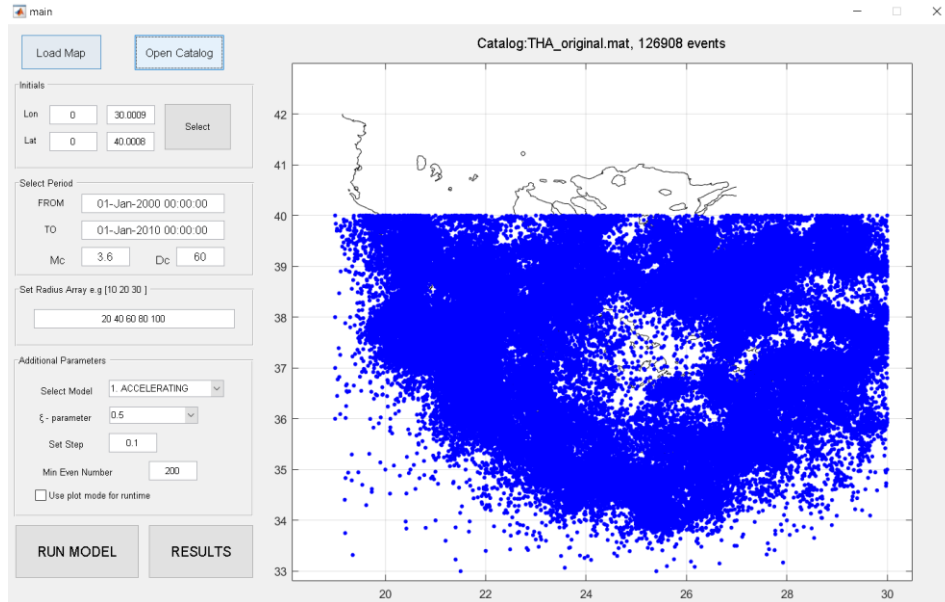 main
Load Map
Open Catalog
Initials
Lon 0 30.0009
Lat 0 40.0008
Select
Select Period
FROM 01-Jan-2000 00:00:00
TO 01-Jan-2010 00:00:00
Mc 3.6 Dc 60
Set Radius Array e.g [10 20 30 ]
20 40 60 80 100
Additional Parameters
Select Model 1. ACCELERATING
ξ - parameter 0.5
Set Step 0.1
Min Even Number 200
Use plot mode for runtime
RUN MODEL
RESULTS
Catalog:THA_original.mat, 126908 events
42
41
40
39
38
37
36
35
34
33
20 22 24 26 28 30